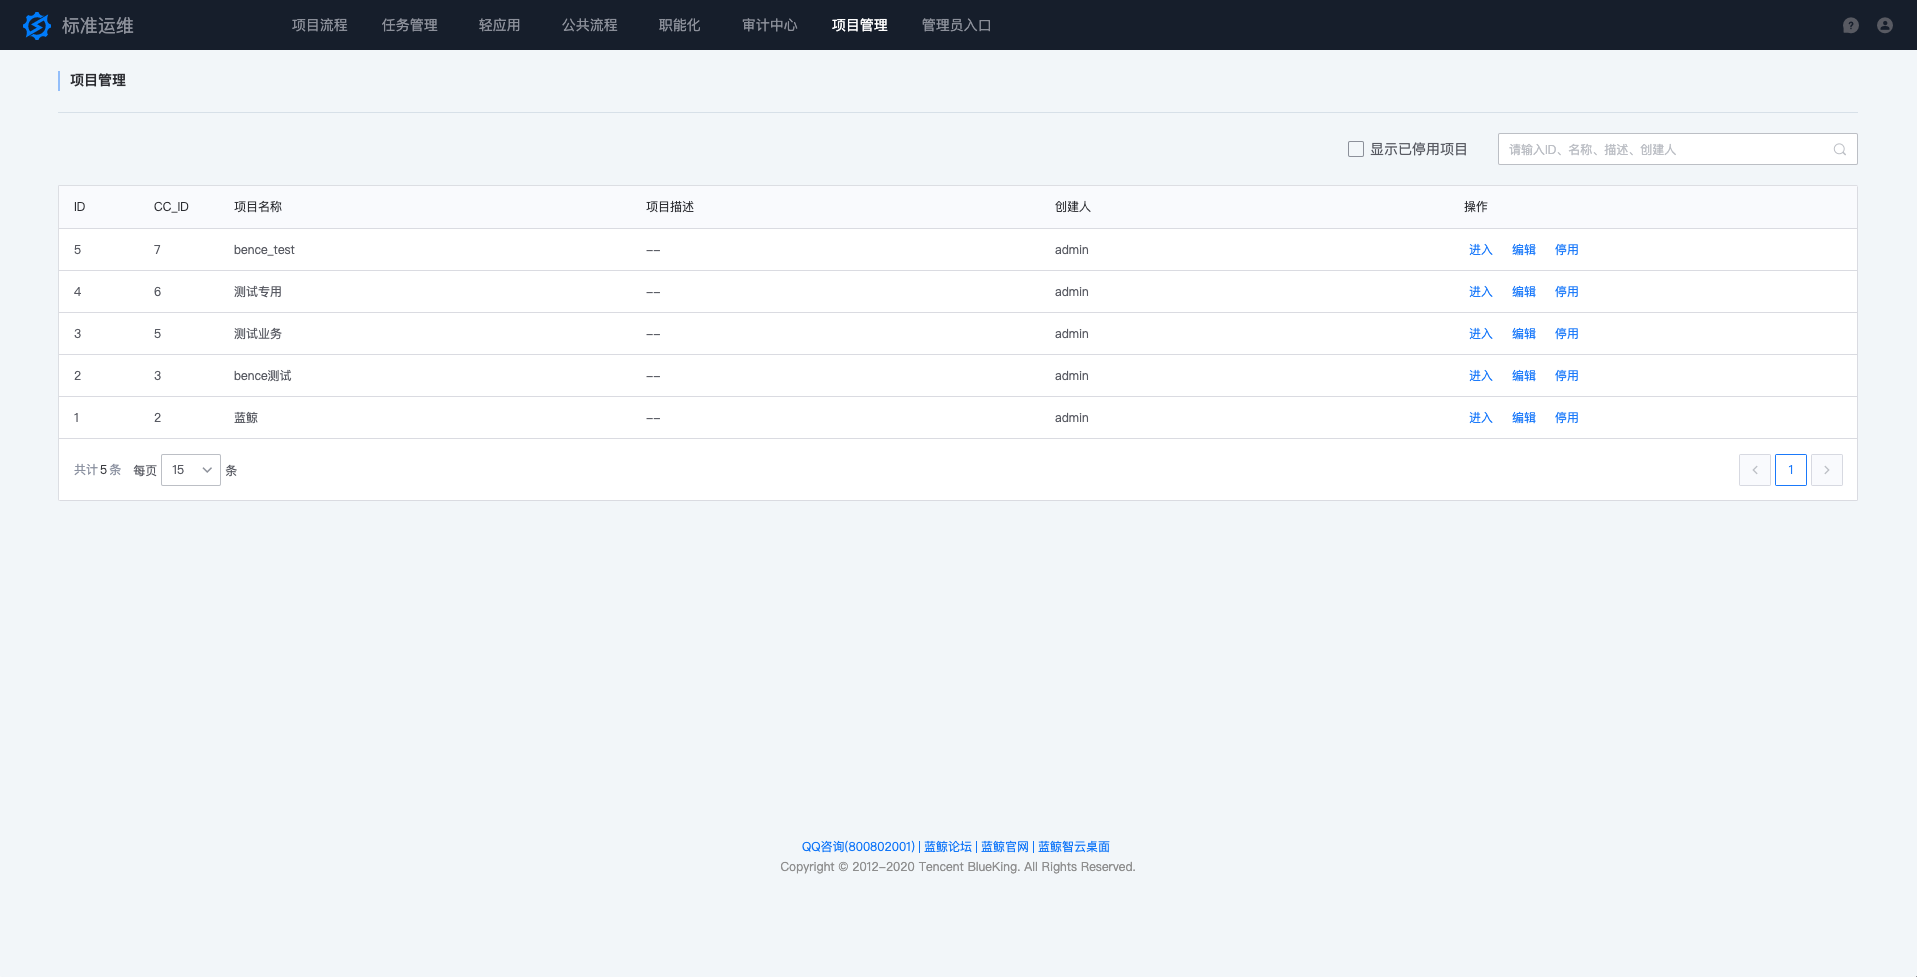 标准运维 项目流程 任务管理 轻应用 公共流程 职能化 审计中心 项目管理 管理员入口
项目管理
显示已停用项目 请输入ID、名称、描述、创建人
ID CC_ID 项目名称 项目描述 创建人 操作
5 7 bence_test -- admin 进入 编辑 停用
4 6 测试专用 -- admin 进入 编辑 停用
3 5 测试业务 -- admin 进入 编辑 停用
2 3 bence测试 -- admin 进入 编辑 停用
1 2 蓝鲸 -- admin 进入 编辑 停用
共计 5 条 每页 15 条 1
QQ咨询(800802001) | 蓝鲸论坛 | 蓝鲸官网 | 蓝鲸智云桌面
Copyright © 2012-2020 Tencent BlueKing. All Rights Reserved.